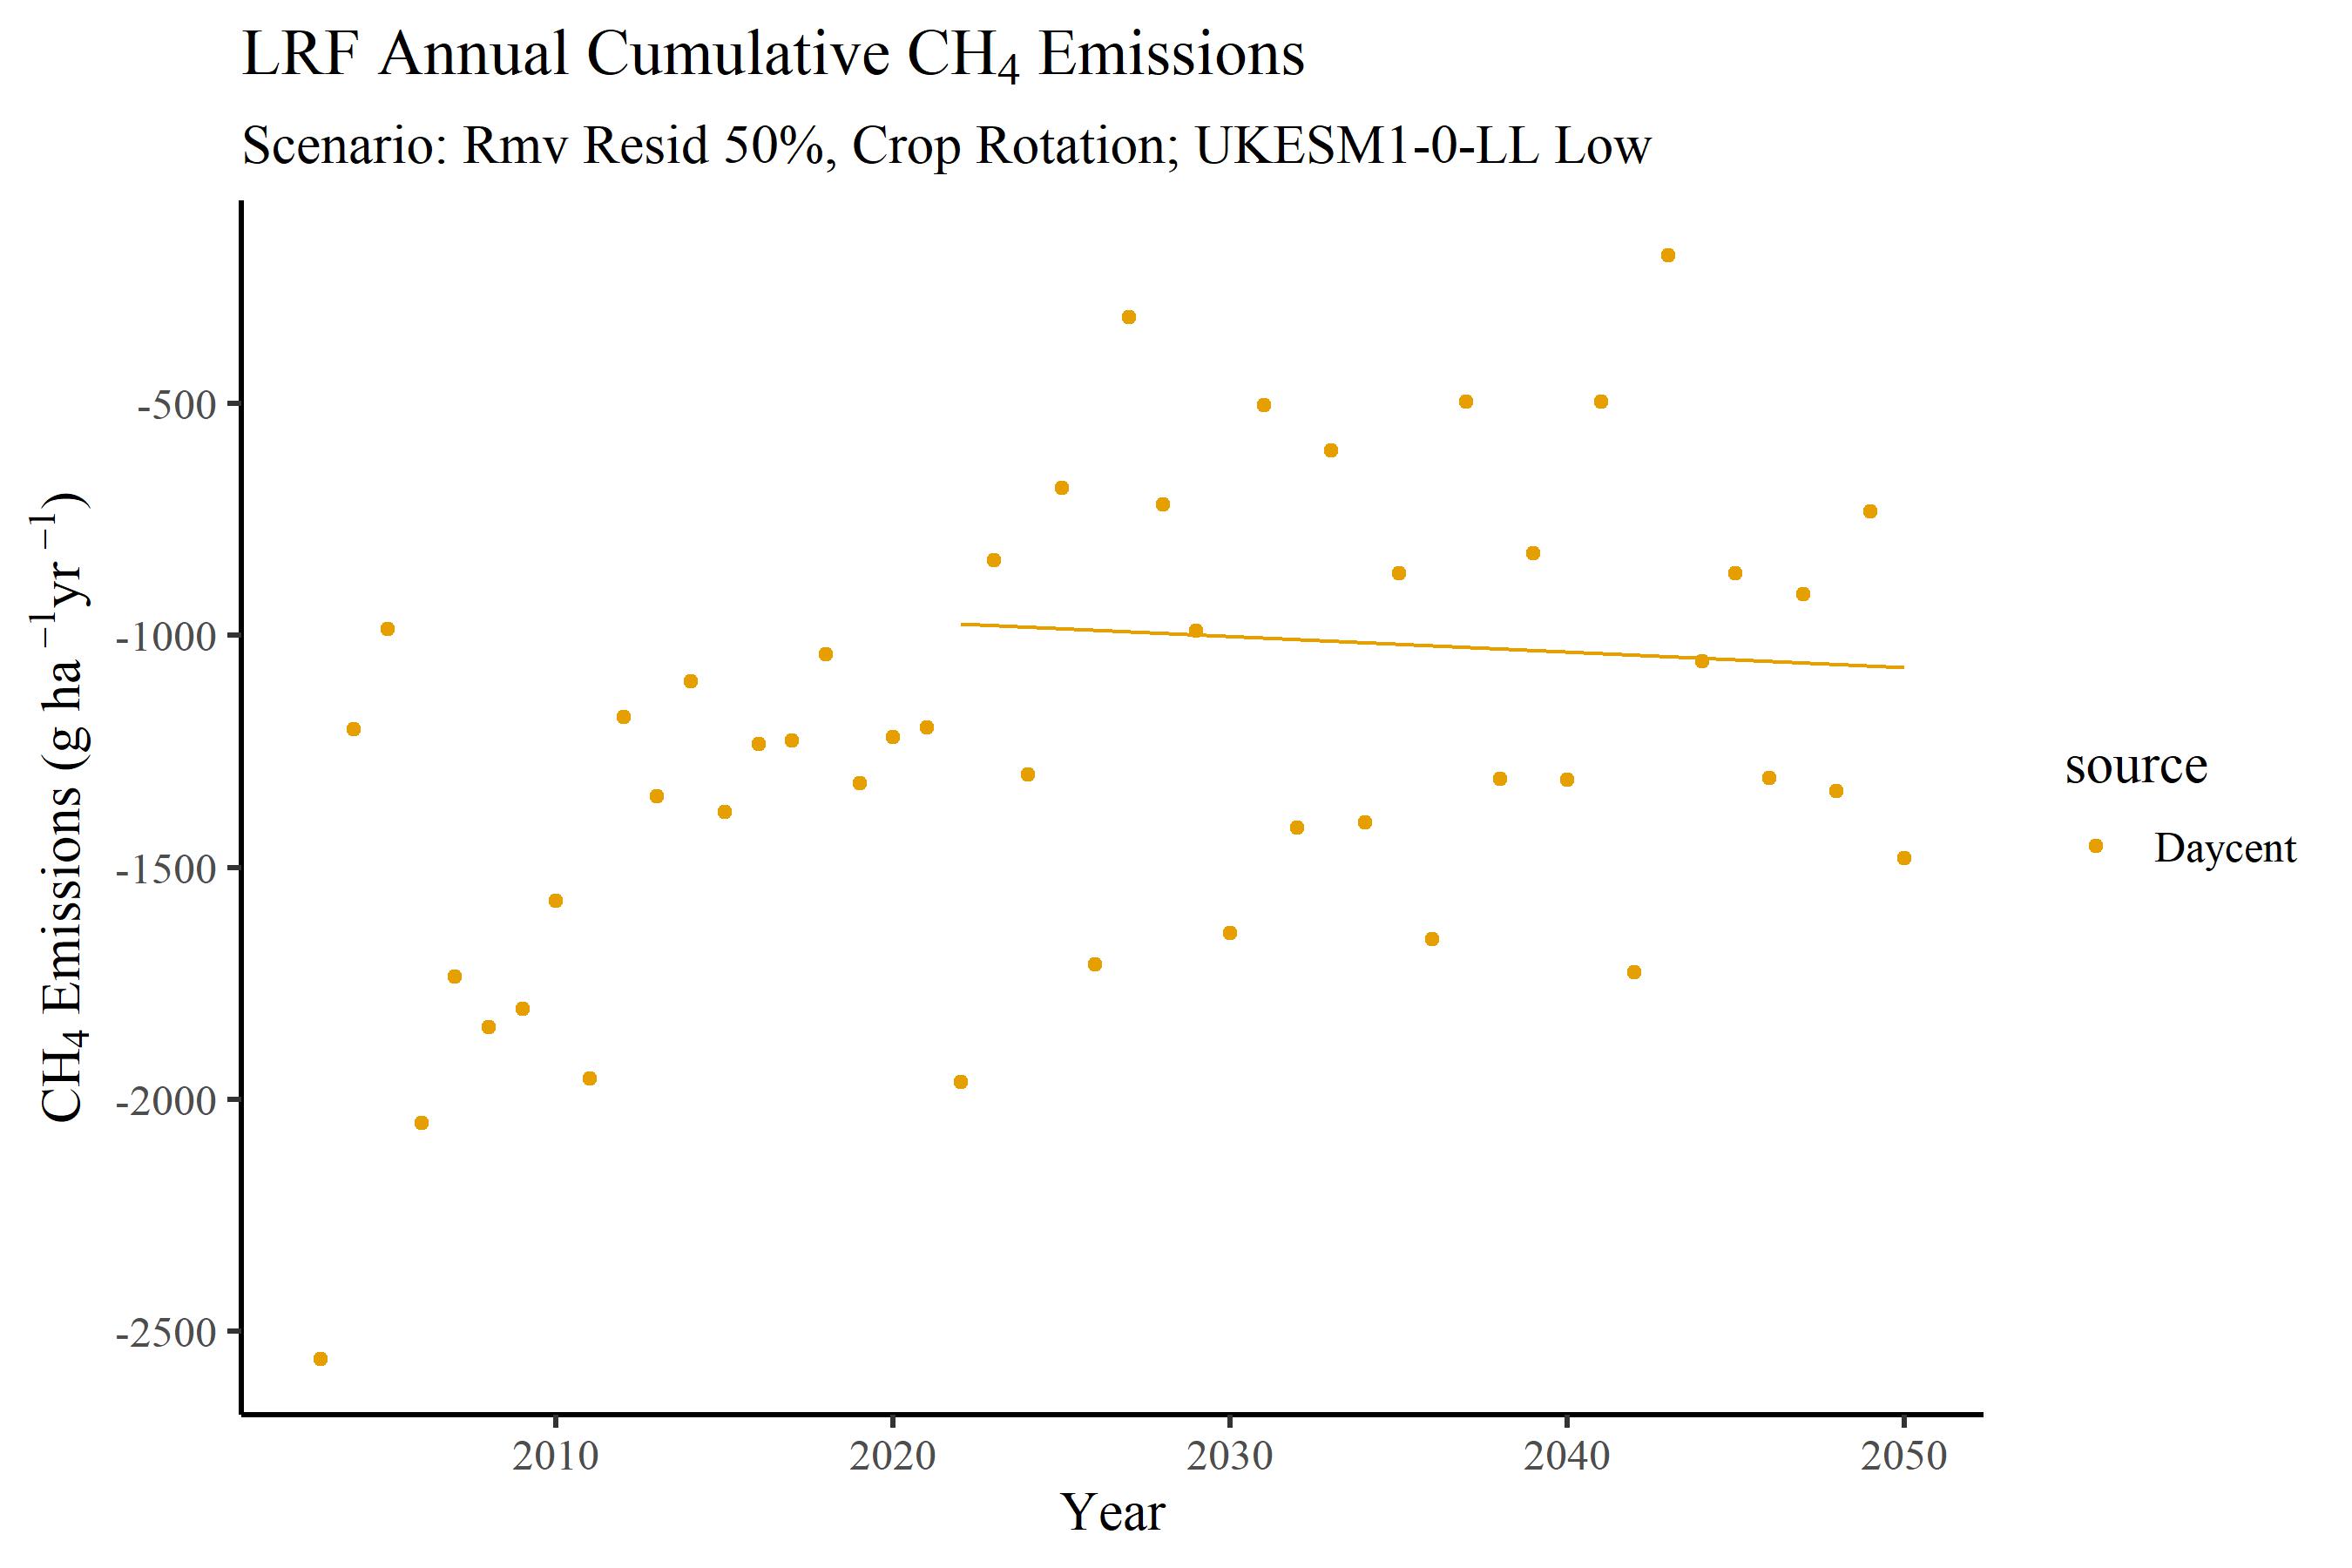 LRF Annual Cumulative CH₄ Emissions
Scenario: Rmv Resid 50%, Crop Rotation; UKESM1-0-LL Low
CH₄ Emissions (g ha ⁻¹yr ⁻¹)
-500
-1000
-1500
-2000
-2500
2010 2020 2030 2040 2050
Year
source
Daycent